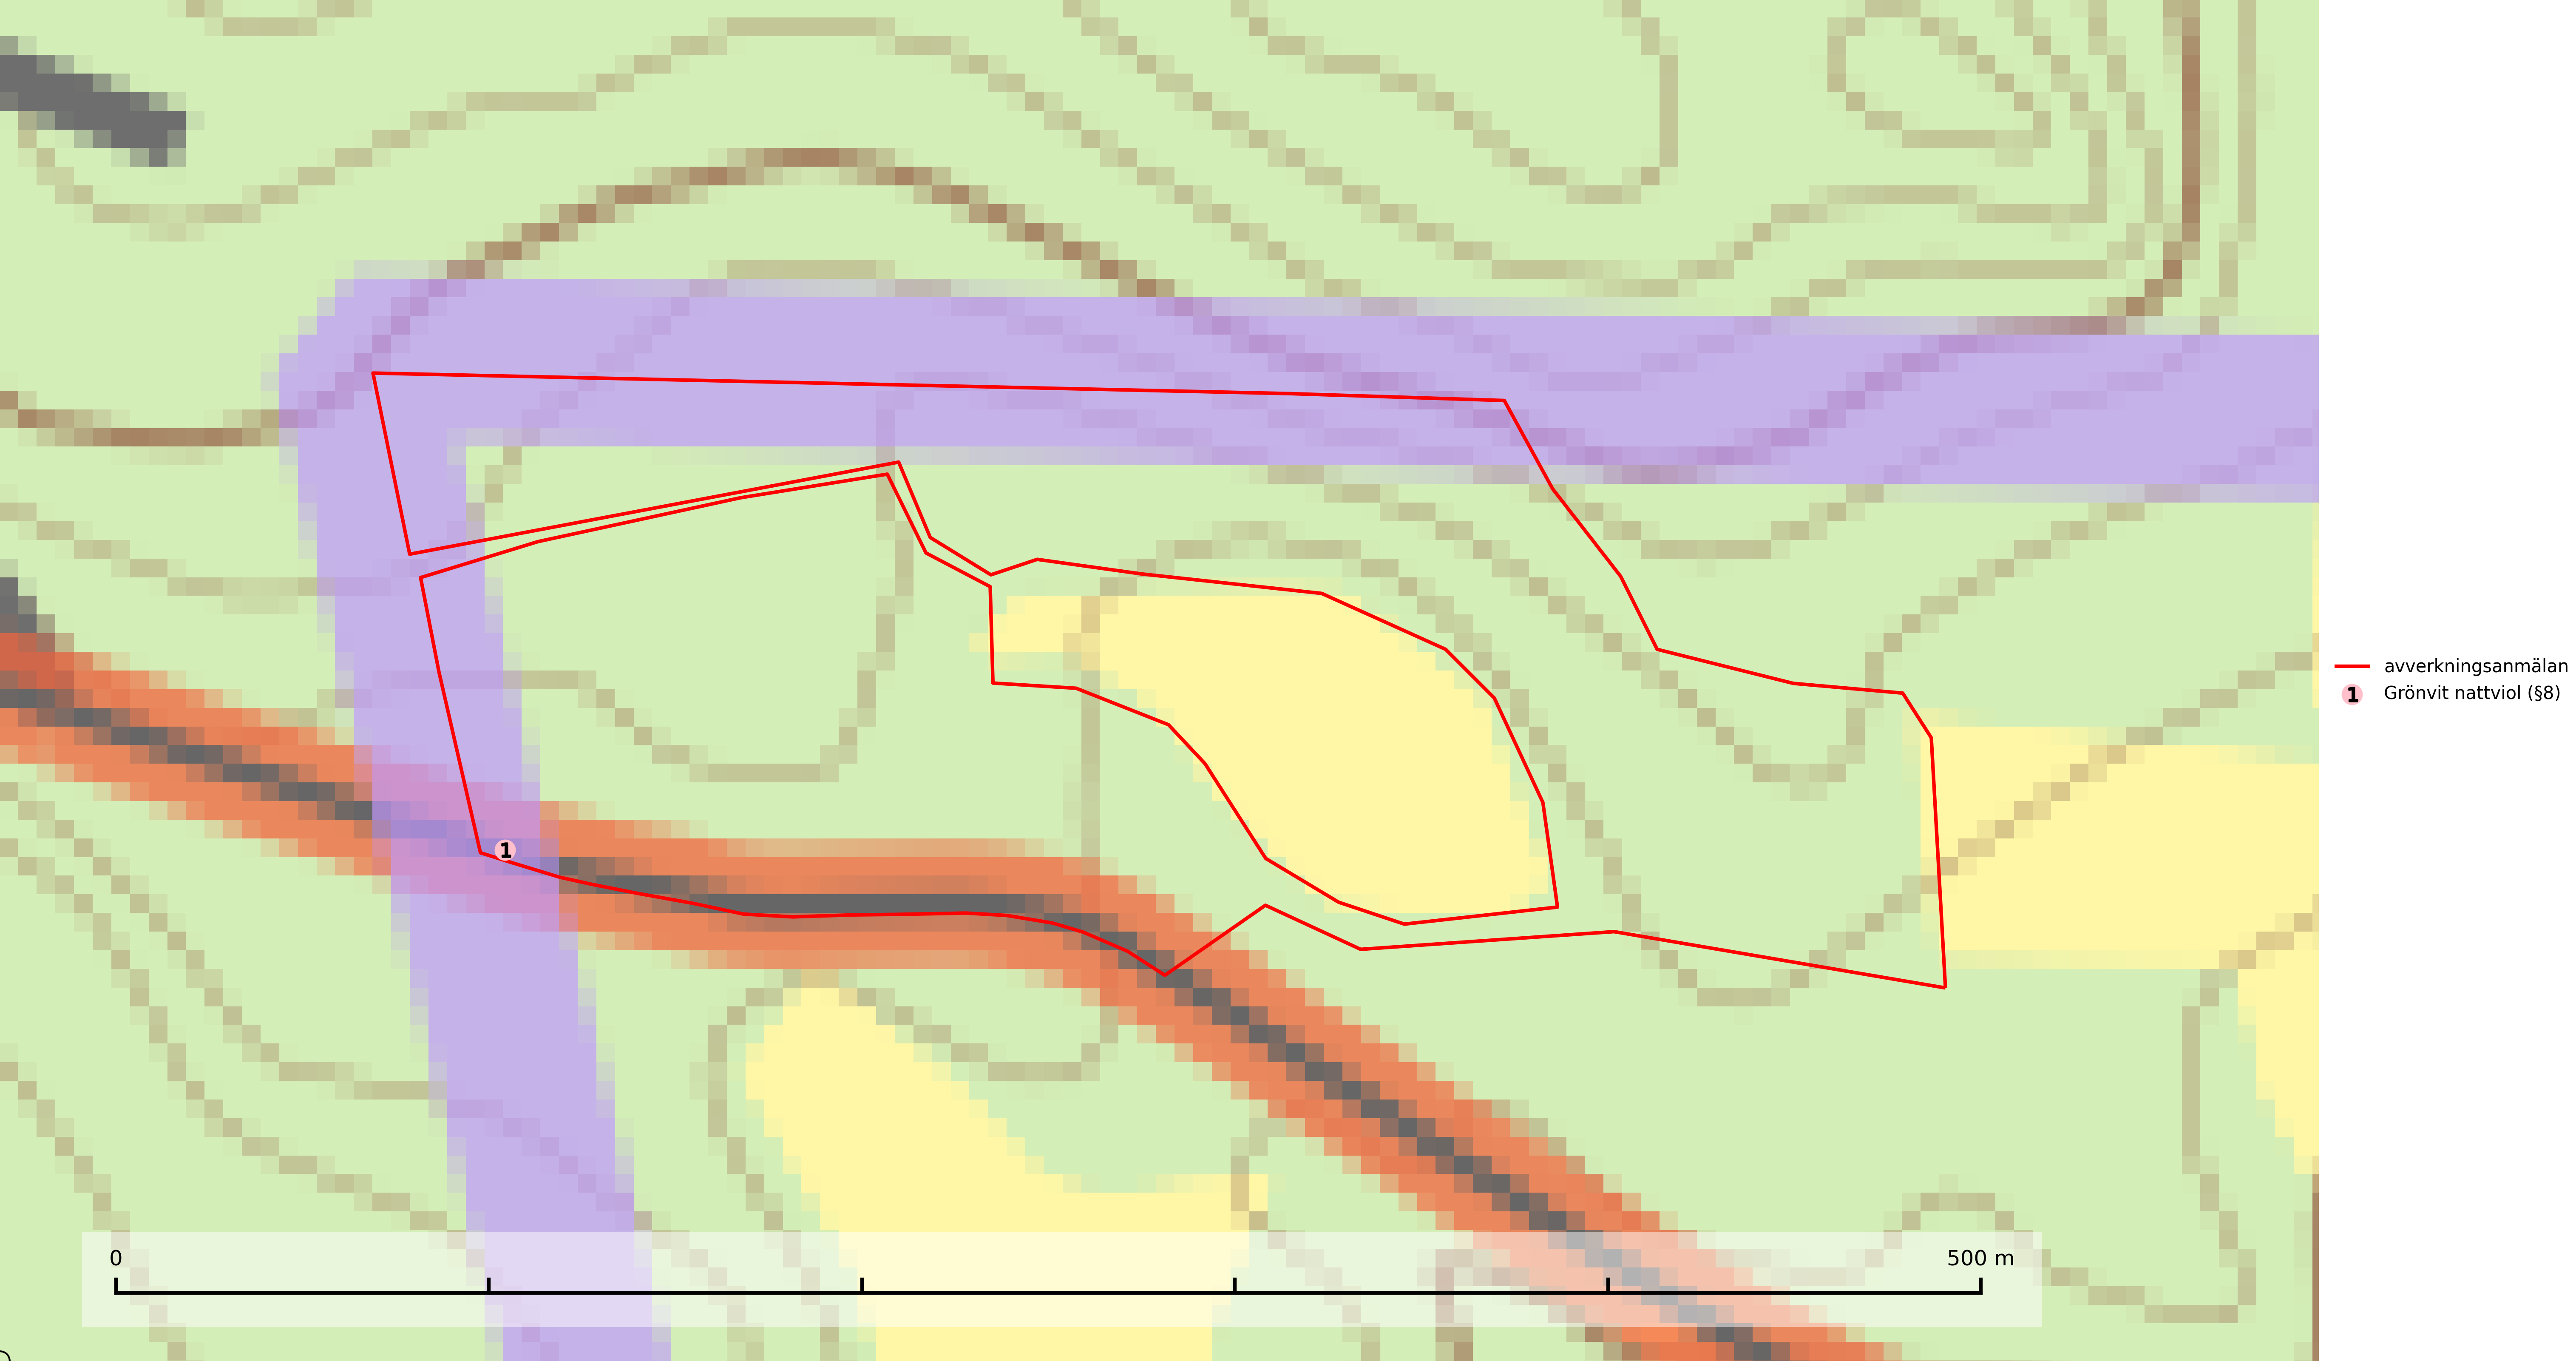 avverkningsanmälan
1 Grönvit nattviol (§8)
1
0 500 m